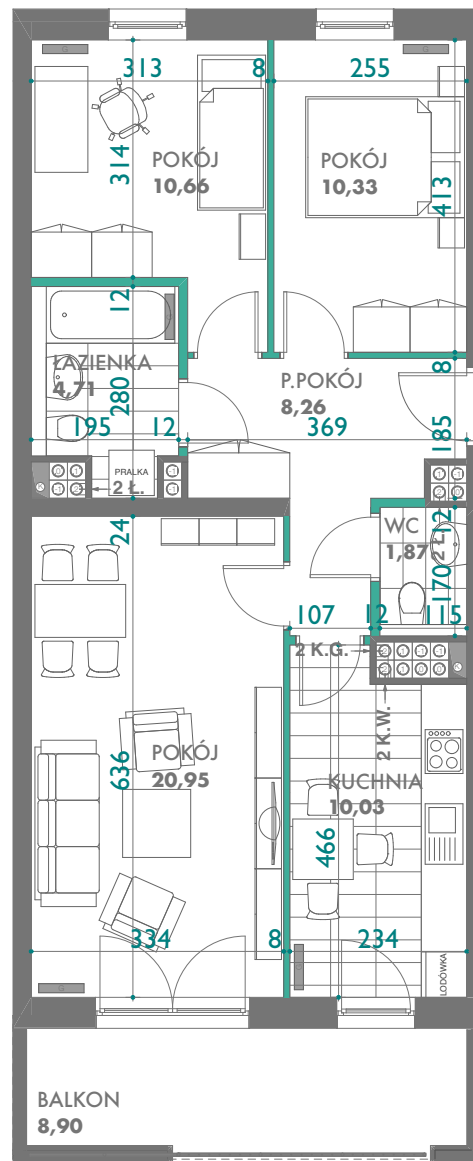 G
G
313
8
255
314
POKÓJ
10,66
POKÓJ
10,33
413
12
ŁAZIENKA
4,71
280
195
12
P.POKÓJ
8,26
369
8
185
PRALKA
2 Ł.
24
WC
1,87
2 Ł.
12
170
107
12
115
2 K.G.
2 K.W.
POKÓJ
20,95
636
KUCHNIA
10,03
466
334
8
234
G
G
LODÓWKA
BALKON
8,90